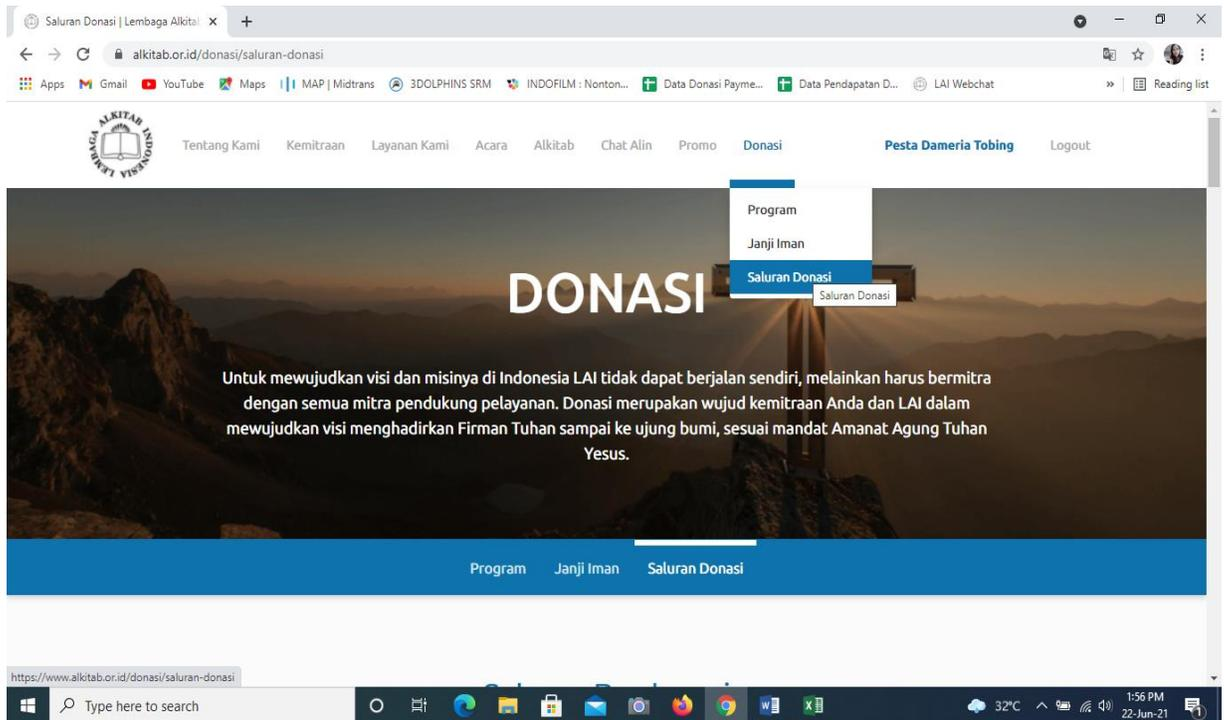 Saluran Donasi | Lembaga Alkital
alkitab.or.id/donasi/saluran-donasi
Apps Gmail YouTube Maps MAP | Midtrans 3DOLPHINS SRM INDOFILM : Nonton... Data Donasi Payme... Data Pendapatan D... LAI Webchat » Reading list
LEMBAGA ALKITAB INDONESIA
Tentang Kami Kemitraan Layanan Kami Acara Alkitab Chat Alin Promo Donasi Pesta Dameria Tobing Logout
Program
Janji Iman
Saluran Donasi
Saluran Donasi
DONASI
Untuk mewujudkan visi dan misinya di Indonesia LAI tidak dapat berjalan sendiri, melainkan harus bermitra
dengan semua mitra pendukung pelayanan. Donasi merupakan wujud kemitraan Anda dan LAI dalam
mewujudkan visi menghadirkan Firman Tuhan sampai ke ujung bumi, sesuai mandat Amanat Agung Tuhan
Yesus.
Program Janji Iman Saluran Donasi
https://www.alkitab.or.id/donasi/saluran-donasi
Type here to search
32°C
1:56 PM
22-Jun-21
1